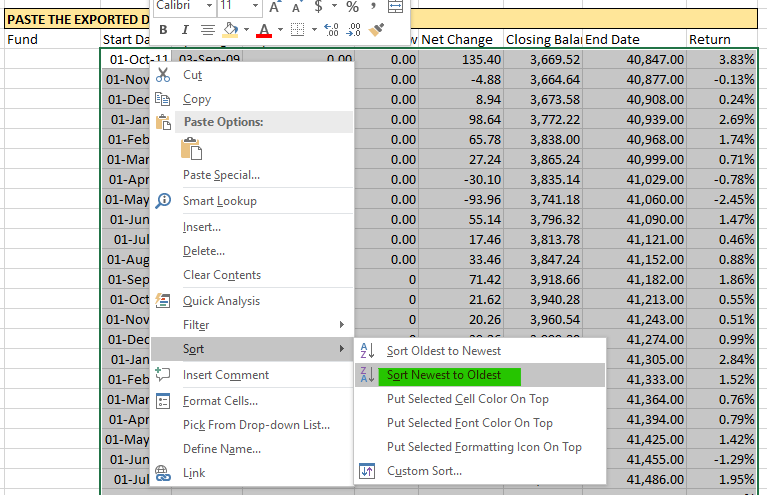 Calibri 11 A A $ % ,
PASTE THE EXPORTED D
B I A .00 .00
Fund Start Da Net Change Closing Bala End Date Return
01-Oct-11 03-Sep-09 0.00 0.00 135.40 3,669.52 40,847.00 3.83%
01-Nov 0.00 -4.88 3,664.64 40,877.00 -0.13%
01-Dec 0.00 8.94 3,673.58 40,908.00 0.24%
01-Jan 0.00 98.64 3,772.22 40,939.00 2.69%
01-Feb 0.00 65.78 3,838.00 40,968.00 1.74%
01-Mar 0.00 27.24 3,865.24 40,999.00 0.71%
01-Apr 0.00 -30.10 3,835.14 41,029.00 -0.78%
01-May 0.00 -93.96 3,741.18 41,060.00 -2.45%
01-Jun 0.00 55.14 3,796.32 41,090.00 1.47%
01-Jul 0.00 17.46 3,813.78 41,121.00 0.46%
01-Aug 0.00 33.46 3,847.24 41,152.00 0.88%
01-Sep 0 71.42 3,918.66 41,182.00 1.86%
01-Oct 0 21.62 3,940.28 41,213.00 0.55%
01-Nov 0 20.26 3,960.54 41,243.00 0.51%
01-Dec 41,274.00 0.99%
01-Jan 41,305.00 2.84%
01-Feb 41,333.00 1.52%
01-Mar 41,364.00 0.76%
01-Apr 41,394.00 0.79%
01-May 41,425.00 1.42%
01-Jun 41,455.00 -1.29%
01-Jul 41,486.00 1.95%
Cut
Copy
Paste Options:
Paste Special...
Smart Lookup
Insert...
Delete...
Clear Contents
Quick Analysis
Filter
Sort
Insert Comment
Format Cells...
Pick From Drop-down List...
Define Name...
Link
Sort Oldest to Newest
Sort Newest to Oldest
Put Selected Cell Color On Top
Put Selected Font Color On Top
Put Selected Formatting Icon On Top
Custom Sort...